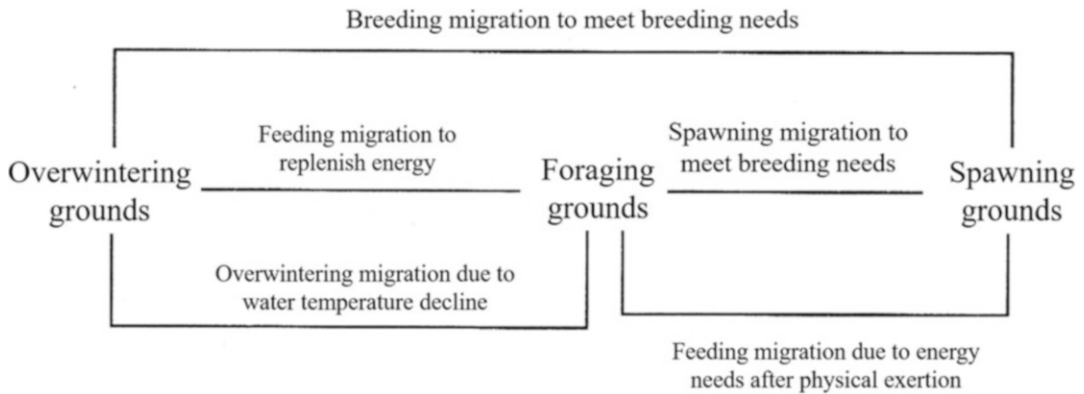 Breeding migration to meet breeding needs
Feeding migration to
replenish energy
Spawning migration to
meet breeding needs
Overwintering
grounds
Foraging
grounds
Spawning
grounds
Overwintering migration due to
water temperature decline
Feeding migration due to energy
needs after physical exertion